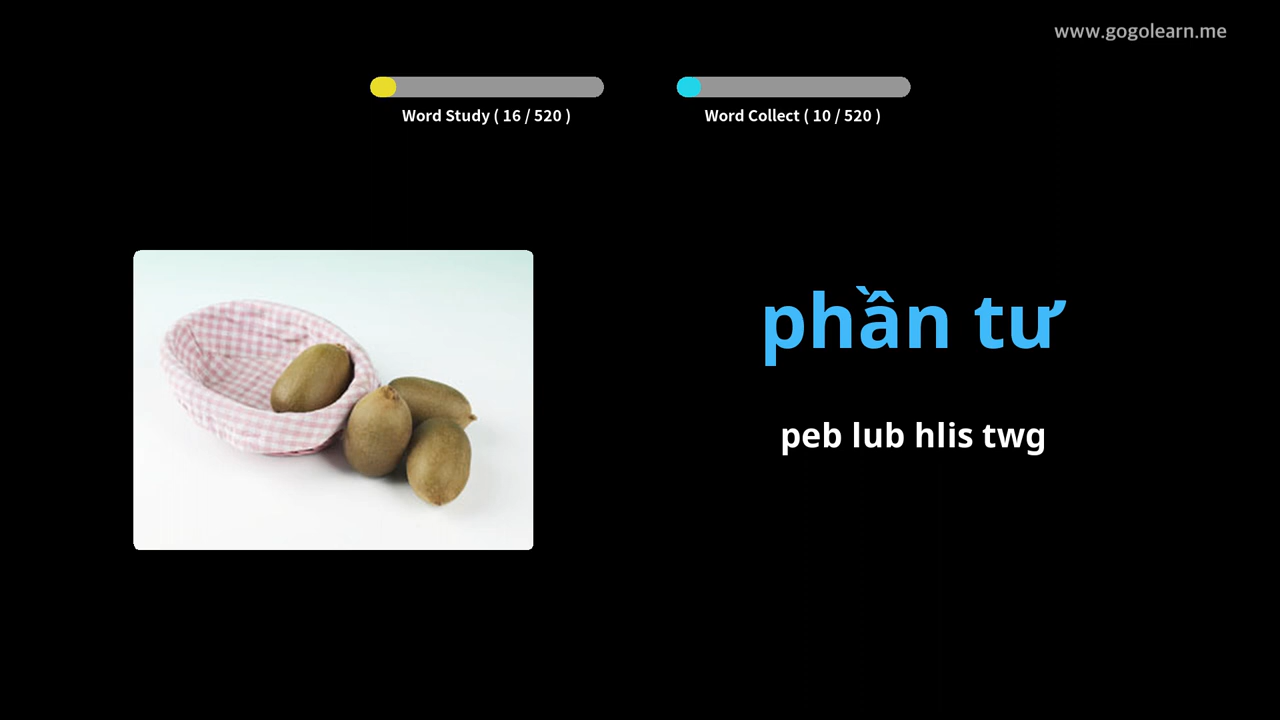 www.gogolearn.me
Word Study ( 16 / 520 )
Word Collect ( 10 / 520 )
phần tư
peb lub hlis twg